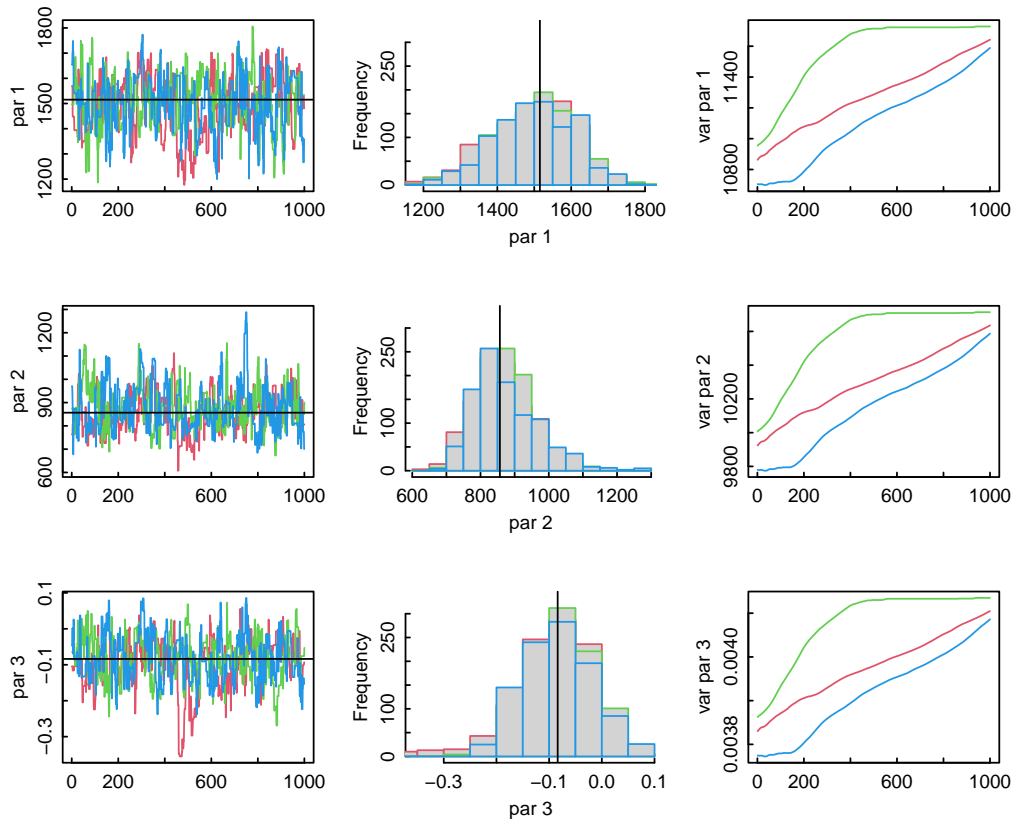 par 1
1200 1500 1800
0 200 600 1000
Frequency
0 100 250
1200 1400 1600 1800
par 1
var par 1
10800 11400
0 200 600 1000
par 2
600 900 1200
0 200 600 1000
Frequency
0 100 250
600 800 1000 1200
par 2
var par 2
9800 10200
0 200 600 1000
par 3
−0.3 −0.1 0.1
0 200 600 1000
Frequency
0 100 250
−0.3 −0.1 0.0 0.1
par 3
var par 3
0.0038 0.0040
0 200 600 1000